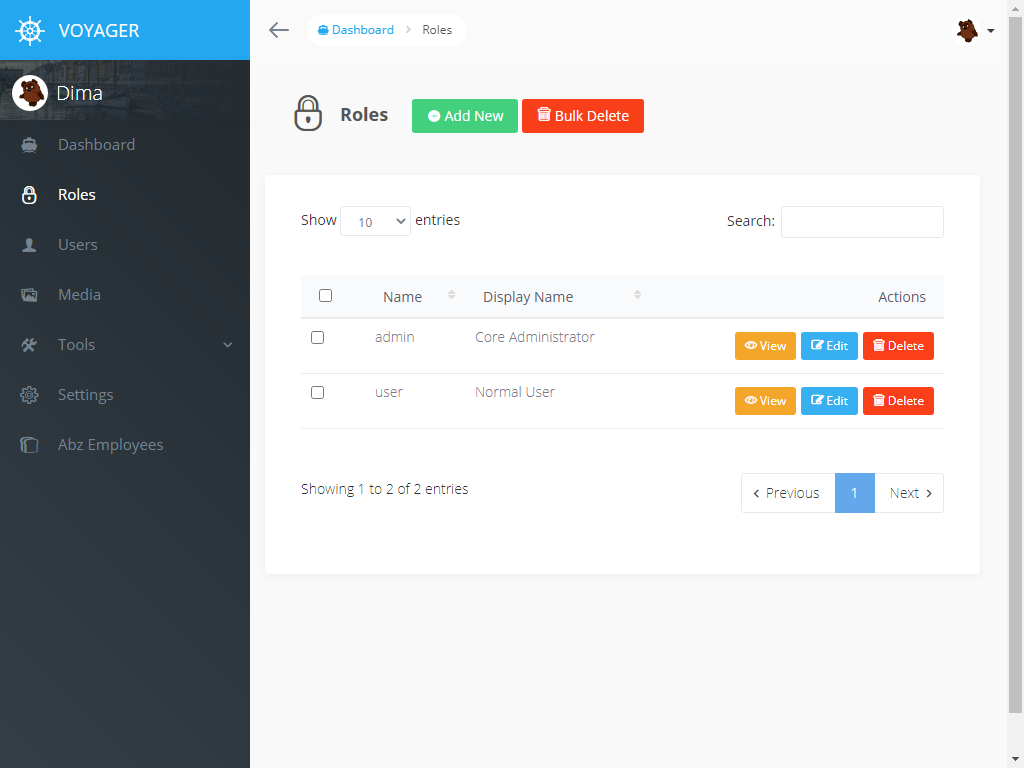 VOYAGER
Dashboard
Roles
Dima
Dashboard
Roles
Users
Media
Tools
Settings
Abz Employees
Roles
Add New
Bulk Delete
Show 10 entries
Search:
Name Display Name Actions
admin Core Administrator View Edit Delete
user Normal User View Edit Delete
Showing 1 to 2 of 2 entries
Previous 1 Next